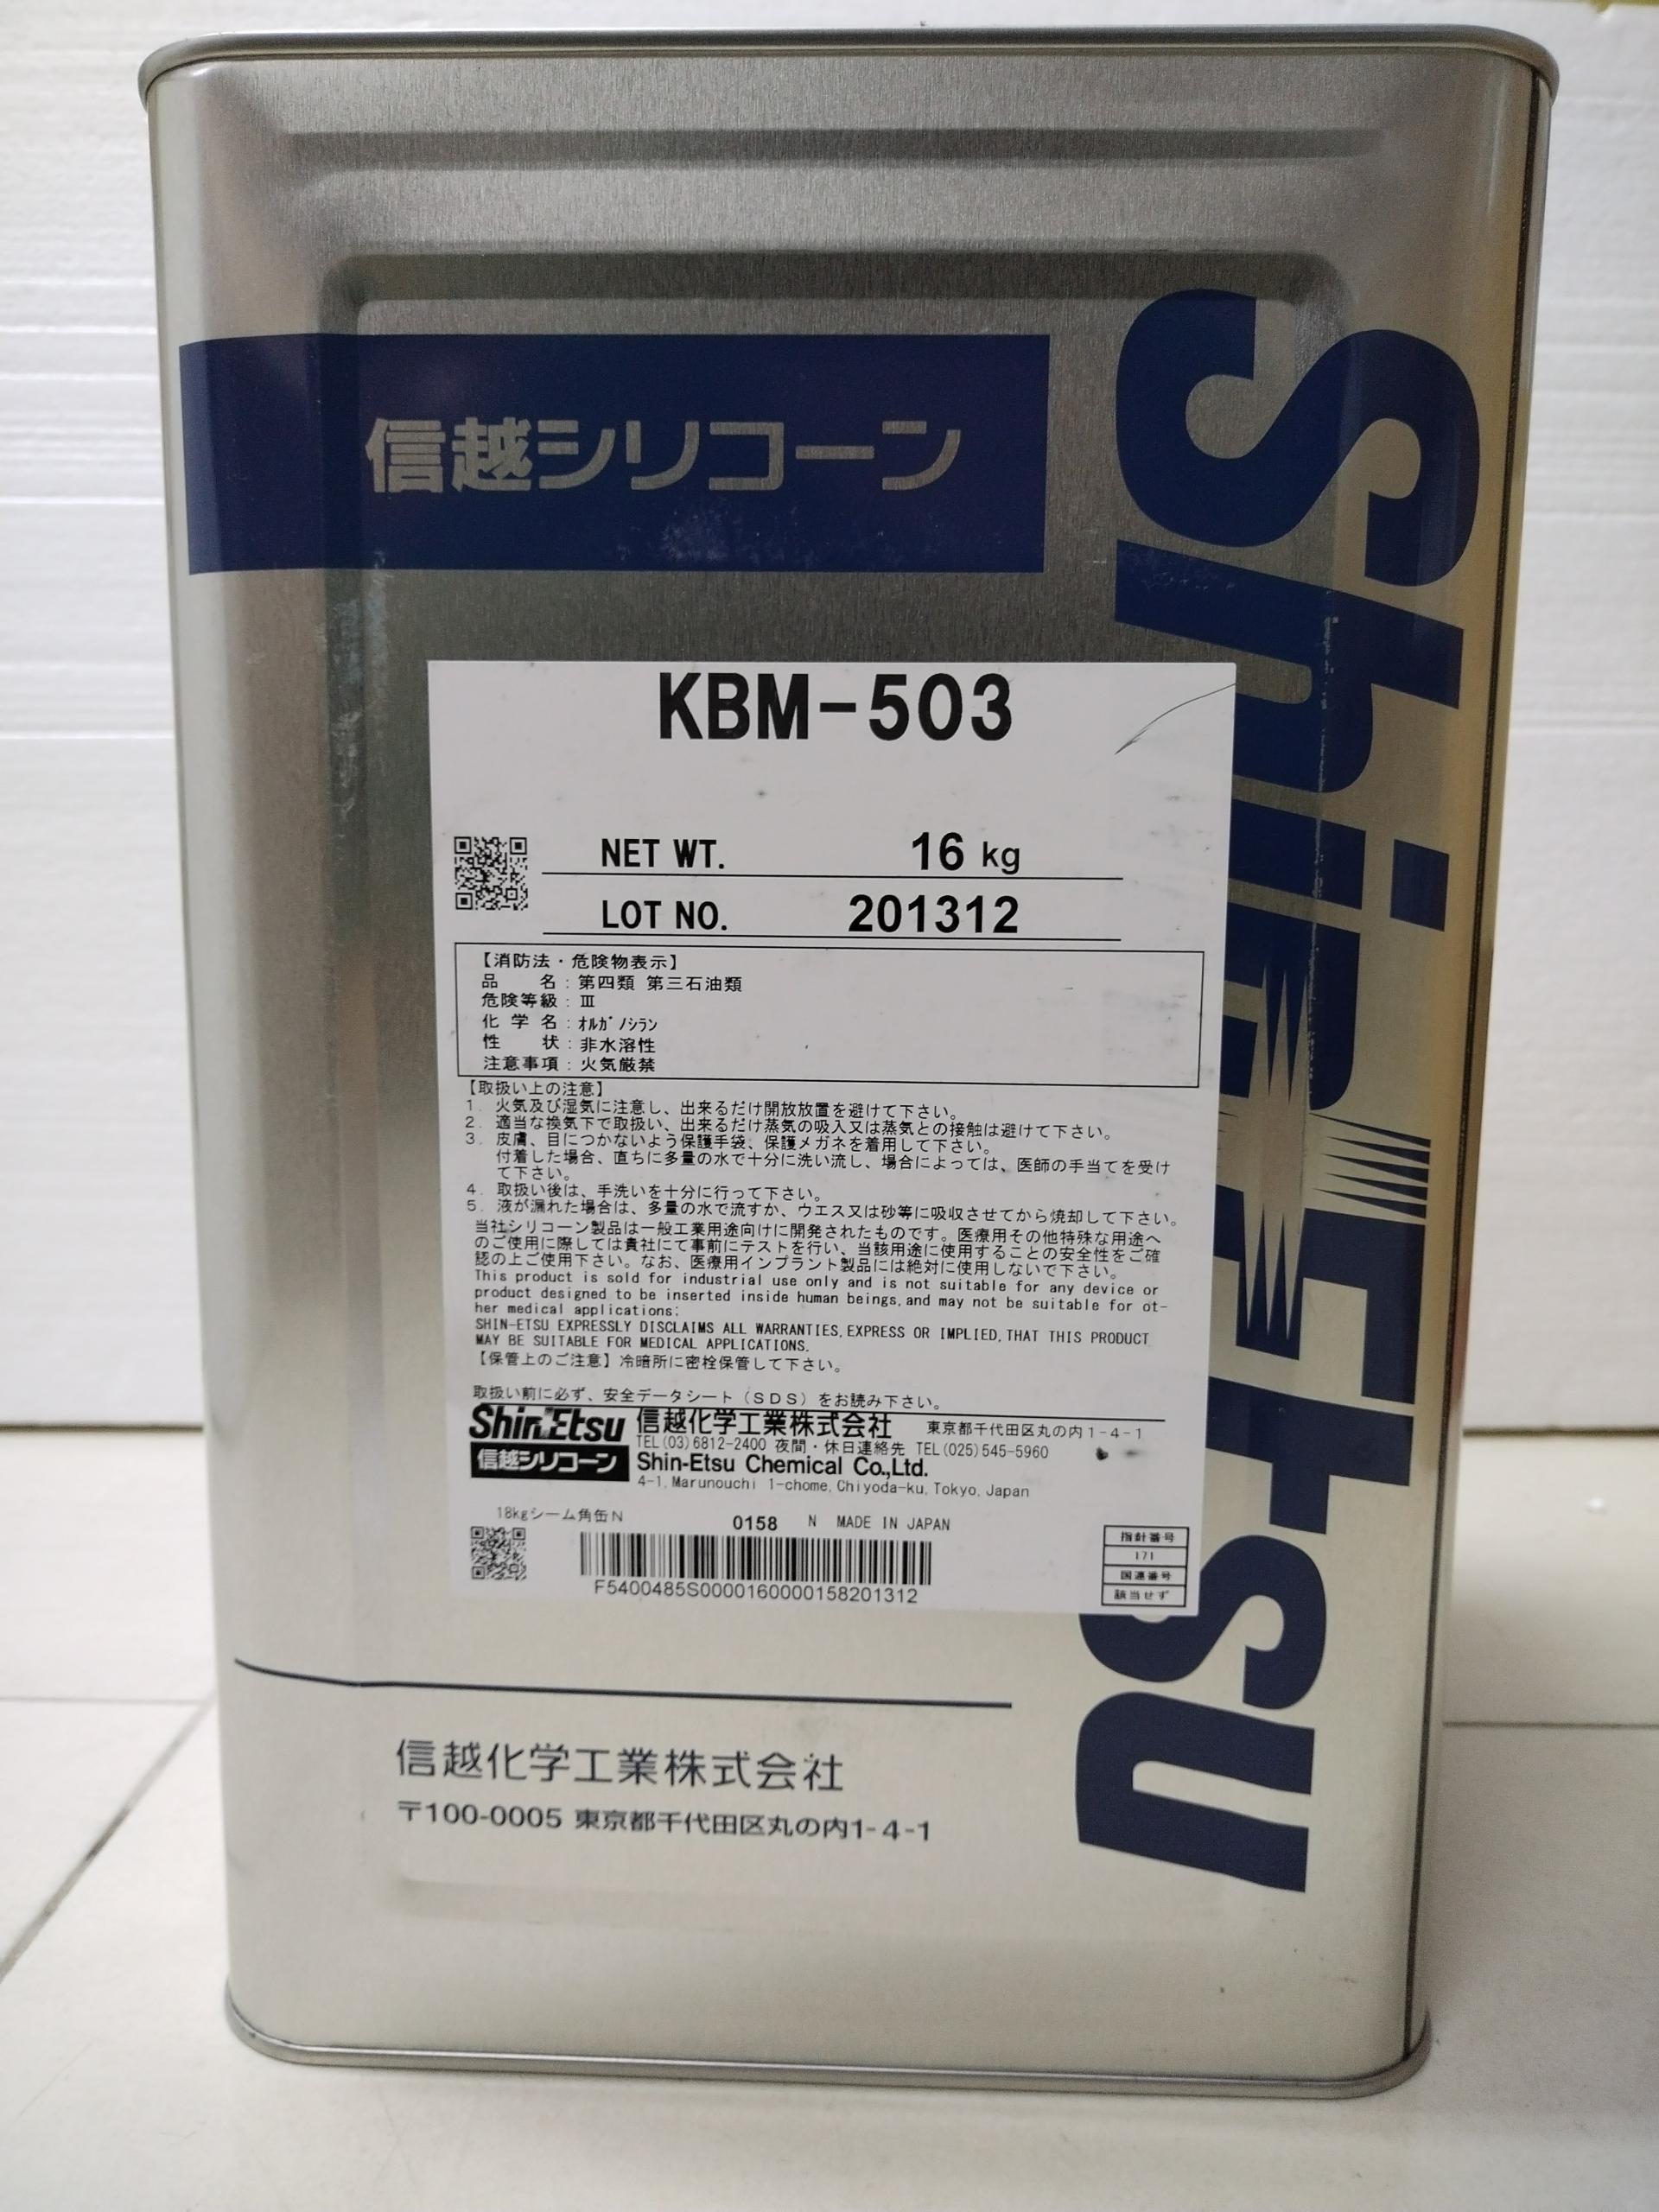 信越シリコーン
Shin-Etsu
KBM-503
NET WT. 16 kg
LOT NO. 201312
【消防法・危険物表示】
品 名：第四類 第三石油類
危険等級：Ⅲ
化学名：ｵﾙｶﾞﾉｼﾗﾝ
性 状：非水溶性
注意事項：火気厳禁
【取扱い上の注意】
1. 火気及び湿気に注意し、出来るだけ開放放置を避けて下さい。
2. 適当な換気下で取扱い、出来るだけ蒸気の吸入又は蒸気との接触は避けて下さい。
3. 皮膚、目につかないよう保護手袋、保護メガネを着用して下さい。
付着した場合、直ちに多量の水で十分に洗い流し、場合によっては、医師の手当てを受け
て下さい。
4. 取扱い後は、手洗いを十分に行って下さい。
5. 液が漏れた場合は、多量の水で流すか、ウエス又は砂等に吸収させてから焼却して下さい。
当社シリコーン製品は一般工業用途向けに開発されたものです。医療用その他特殊な用途へ
のご使用に際しては貴社にて事前にテストを行い、当該用途に使用することの安全性をご確
認の上ご使用下さい。なお、医療用インプラント製品には絶対に使用しないで下さい。
This product is sold for industrial use only and is not suitable for any device or
product designed to be inserted inside human beings,and may not be suitable for ot-
her medical applications:
SHIN-ETSU EXPRESSLY DISCLAIMS ALL WARRANTIES,EXPRESS OR IMPLIED,THAT THIS PRODUCT
MAY BE SUITABLE FOR MEDICAL APPLICATIONS.
【保管上のご注意】冷暗所に密栓保管して下さい。
取扱い前に必ず、安全データシート（SDS）をお読み下さい。
Shin-Etsu 信越化学工業株式会社 東京都千代田区丸の内1-4-1
TEL(03)6812-2400 夜間・休日連絡先 TEL(025)545-5960
信越シリコーン Shin-Etsu Chemical Co.,Ltd.
4-1, Marunouchi 1-chome, Chiyoda-ku, Tokyo, Japan
18kgシーム角缶N 0158 N MADE IN JAPAN
F5400485S0000160000158201312
指針番号
171
国連番号
該当せず
信越化学工業株式会社
〒100-0005 東京都千代田区丸の内1-4-1